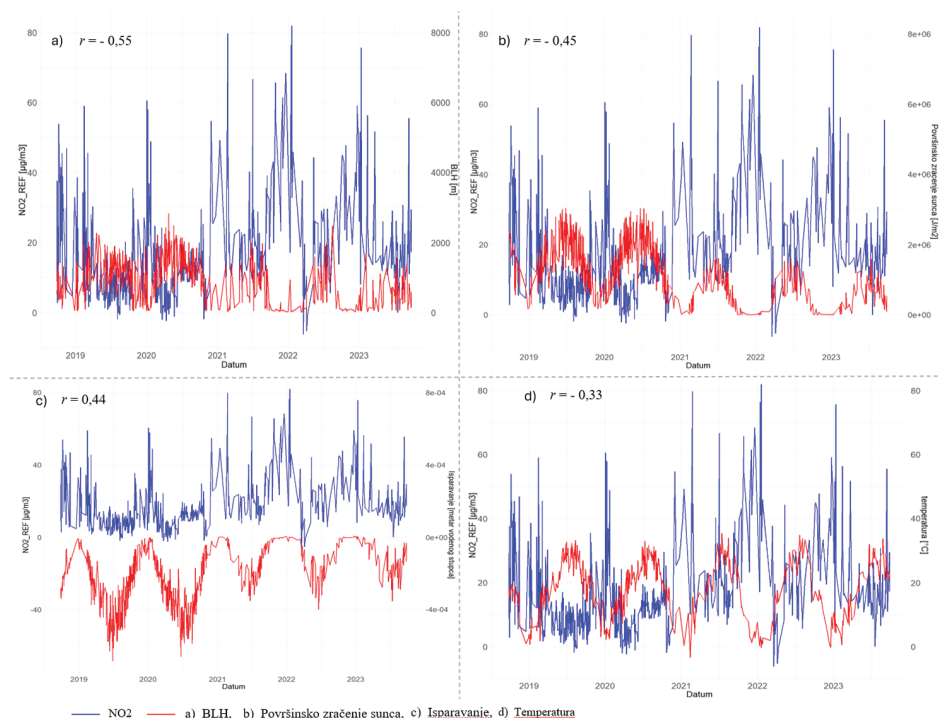 a) r = - 0,55
80
60
40
20
0
NO2_REF [µg/m3]
8000
6000
4000
2000
0
BLH [m]
2019 2020 2021 2022 2023
Datum
b) r = - 0,45
80
60
40
20
0
NO2_REF [µg/m3]
8e+06
6e+06
4e+06
2e+06
0e+00
Površinsko zracenje sunca [J/m2]
2019 2020 2021 2022 2023
Datum
c) r = 0,44
80
40
0
-40
NO2_REF [µg/m3]
8e-04
4e-04
0e+00
-4e-04
Isparavanje [metar vodenog stupca]
2019 2020 2021 2022 2023
Datum
d) r = - 0,33
80
60
40
20
0
NO2_REF [µg/m3]
80
60
40
20
0
temperatura [°C]
2019 2020 2021 2022 2023
Datum
NO2 a) BLH, b) Površinsko zračenje sunca, c) Isparavanje, d) Temperatura